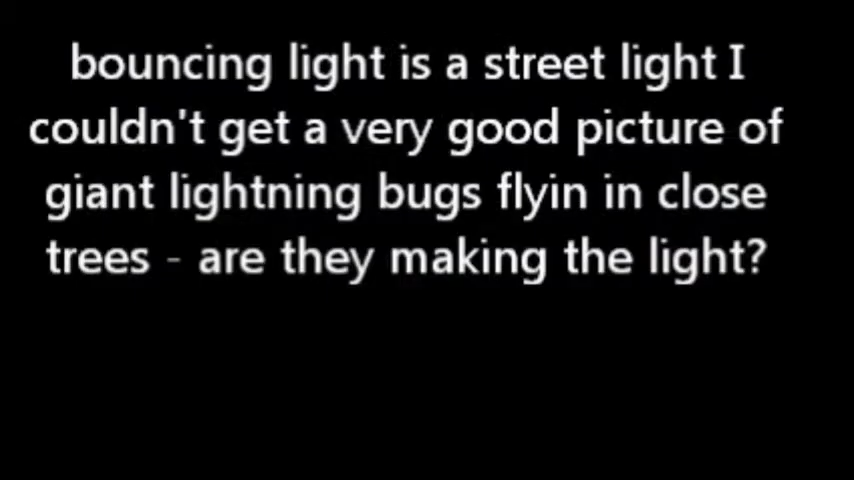 bouncing light is a street light I
couldn't get a very good picture of
giant lightning bugs flyin in close
trees - are they making the light?